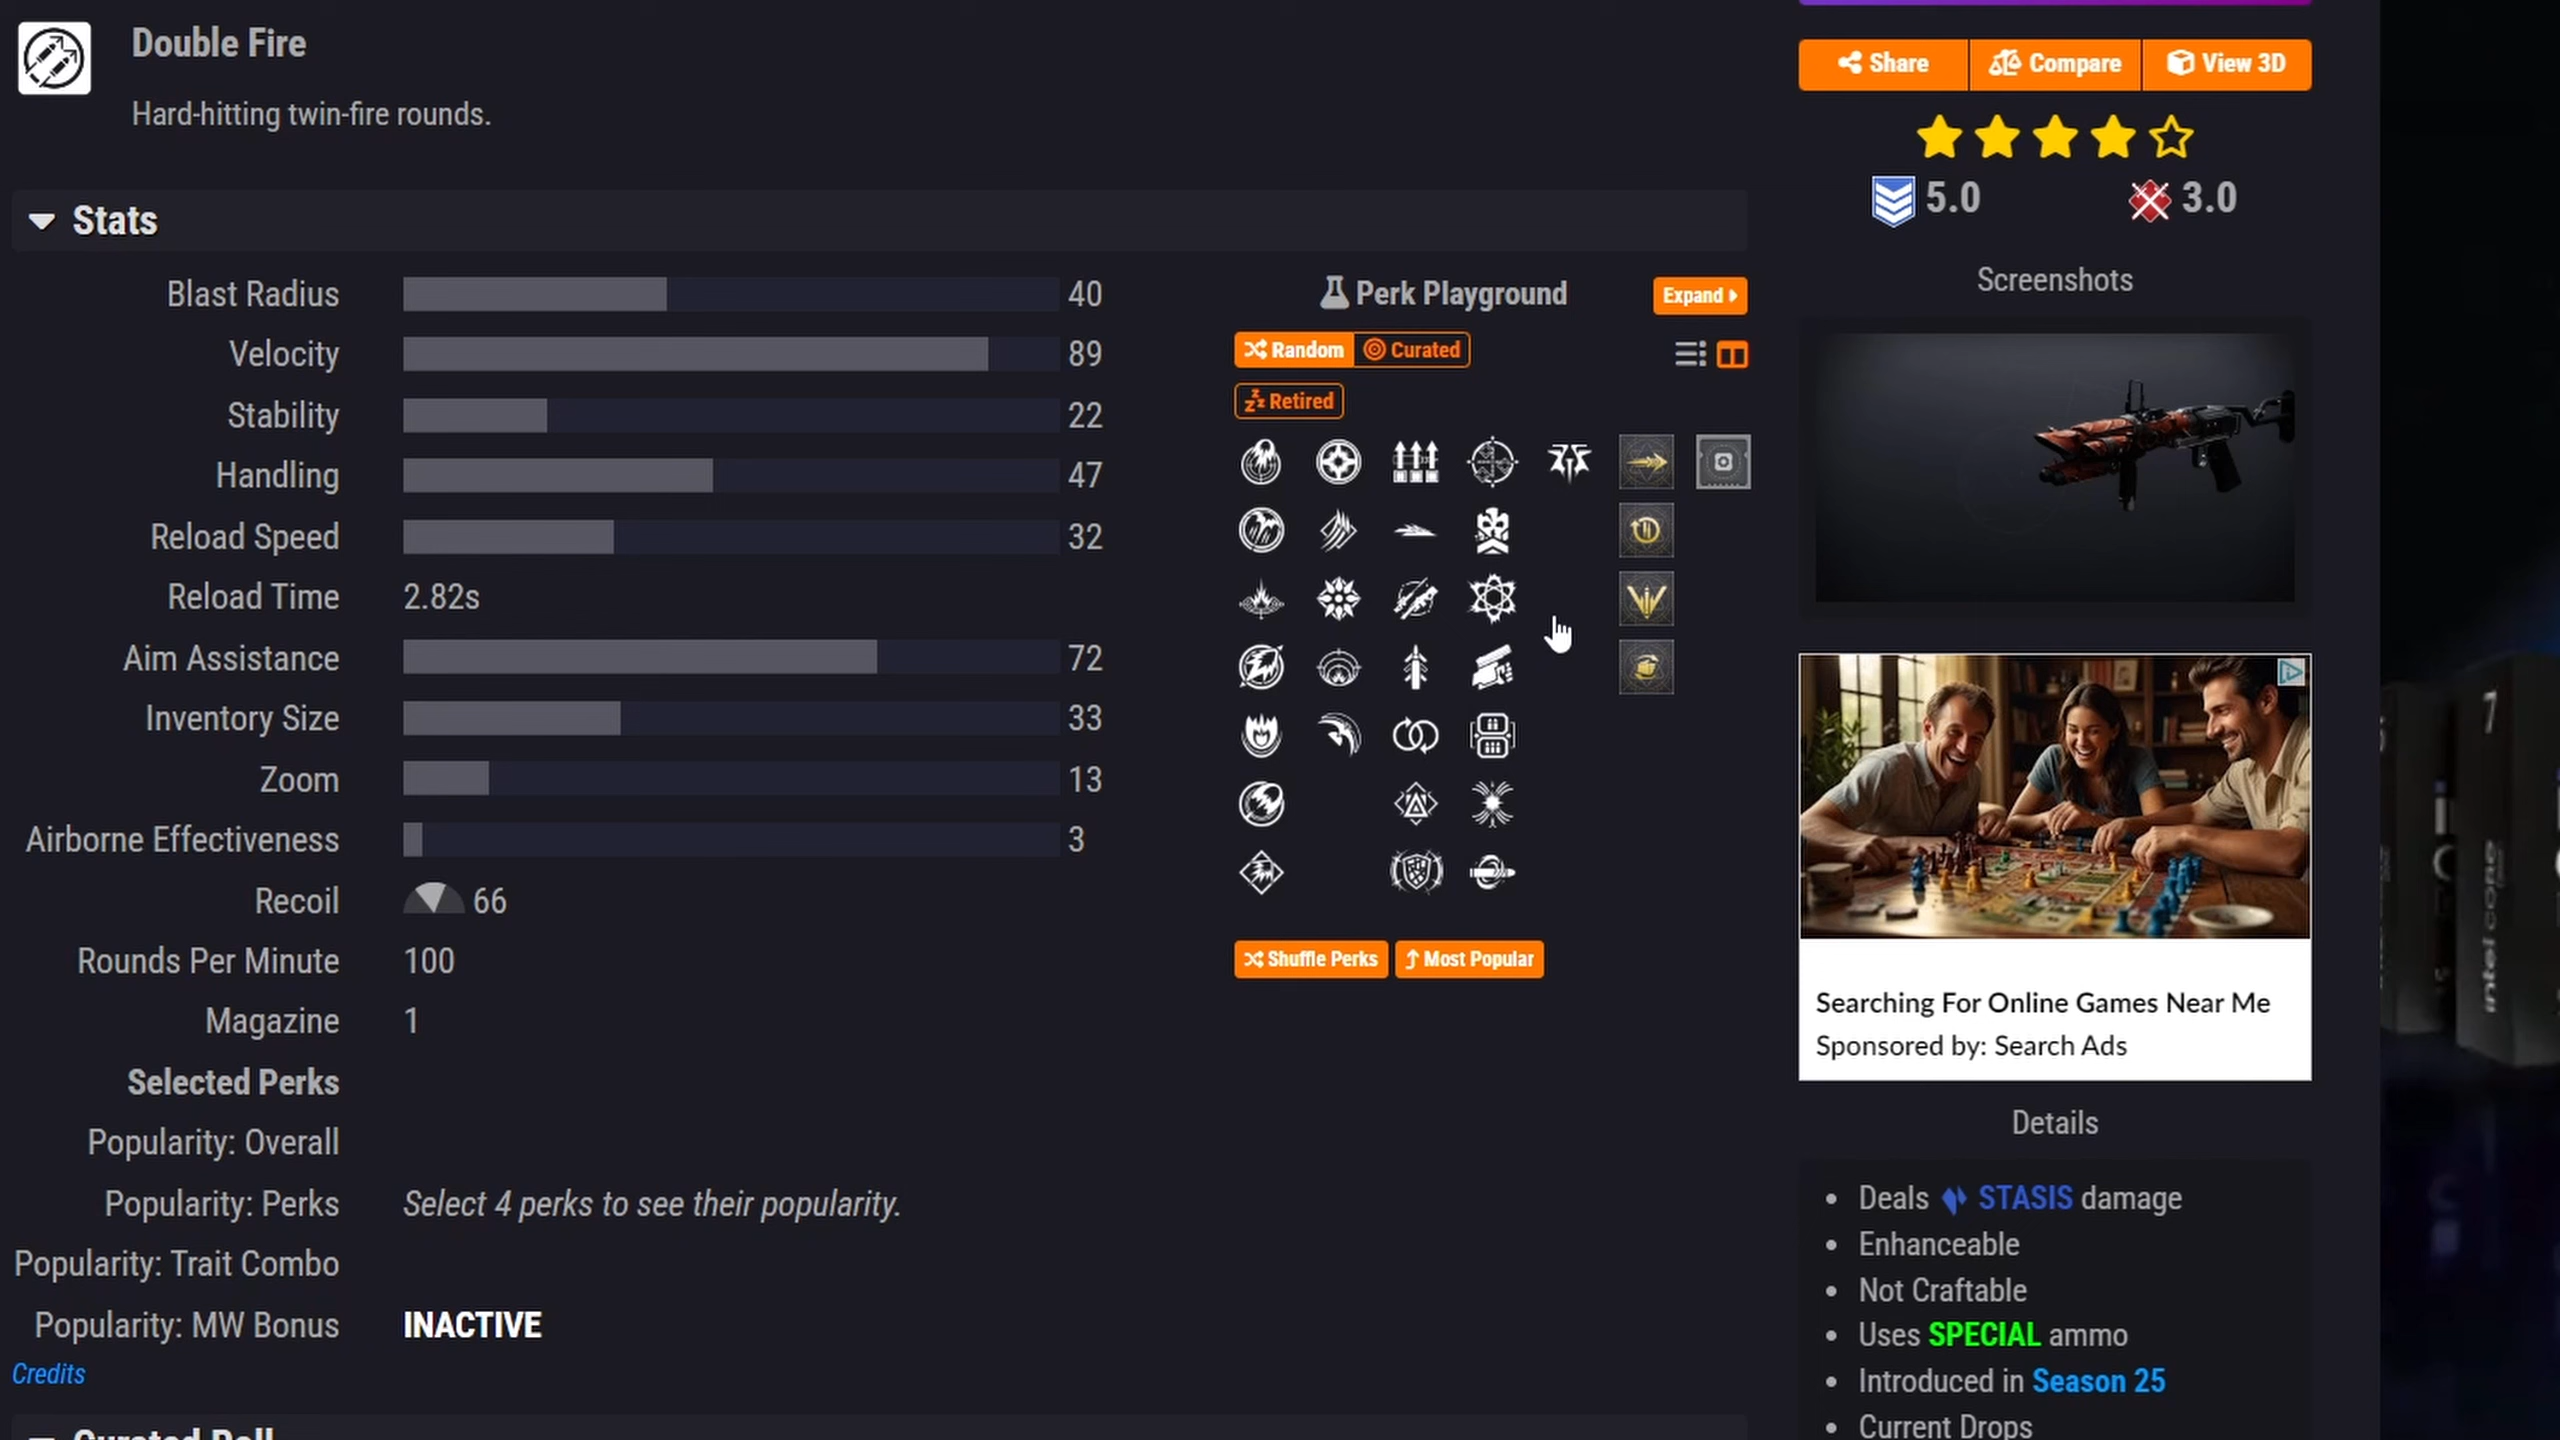 Double Fire
Hard-hitting twin-fire rounds.
Stats
Blast Radius 40
Velocity 89
Stability 22
Handling 47
Reload Speed 32
Reload Time 2.82s
Aim Assistance 72
Inventory Size 33
Zoom 13
Airborne Effectiveness 3
Recoil 66
Rounds Per Minute 100
Magazine 1
Selected Perks
Popularity: Overall
Popularity: Perks Select 4 perks to see their popularity.
Popularity: Trait Combo
Popularity: MW Bonus INACTIVE
Credits
Perk Playground Expand
Random Curated
Retired
Shuffle Perks Most Popular
Share Compare View 3D
5.0 3.0
Screenshots
Searching For Online Games Near Me
Sponsored by: Search Ads
Details
Deals STASIS damage
Enhanceable
Not Craftable
Uses SPECIAL ammo
Introduced in Season 25
Current Drops
7
intel core